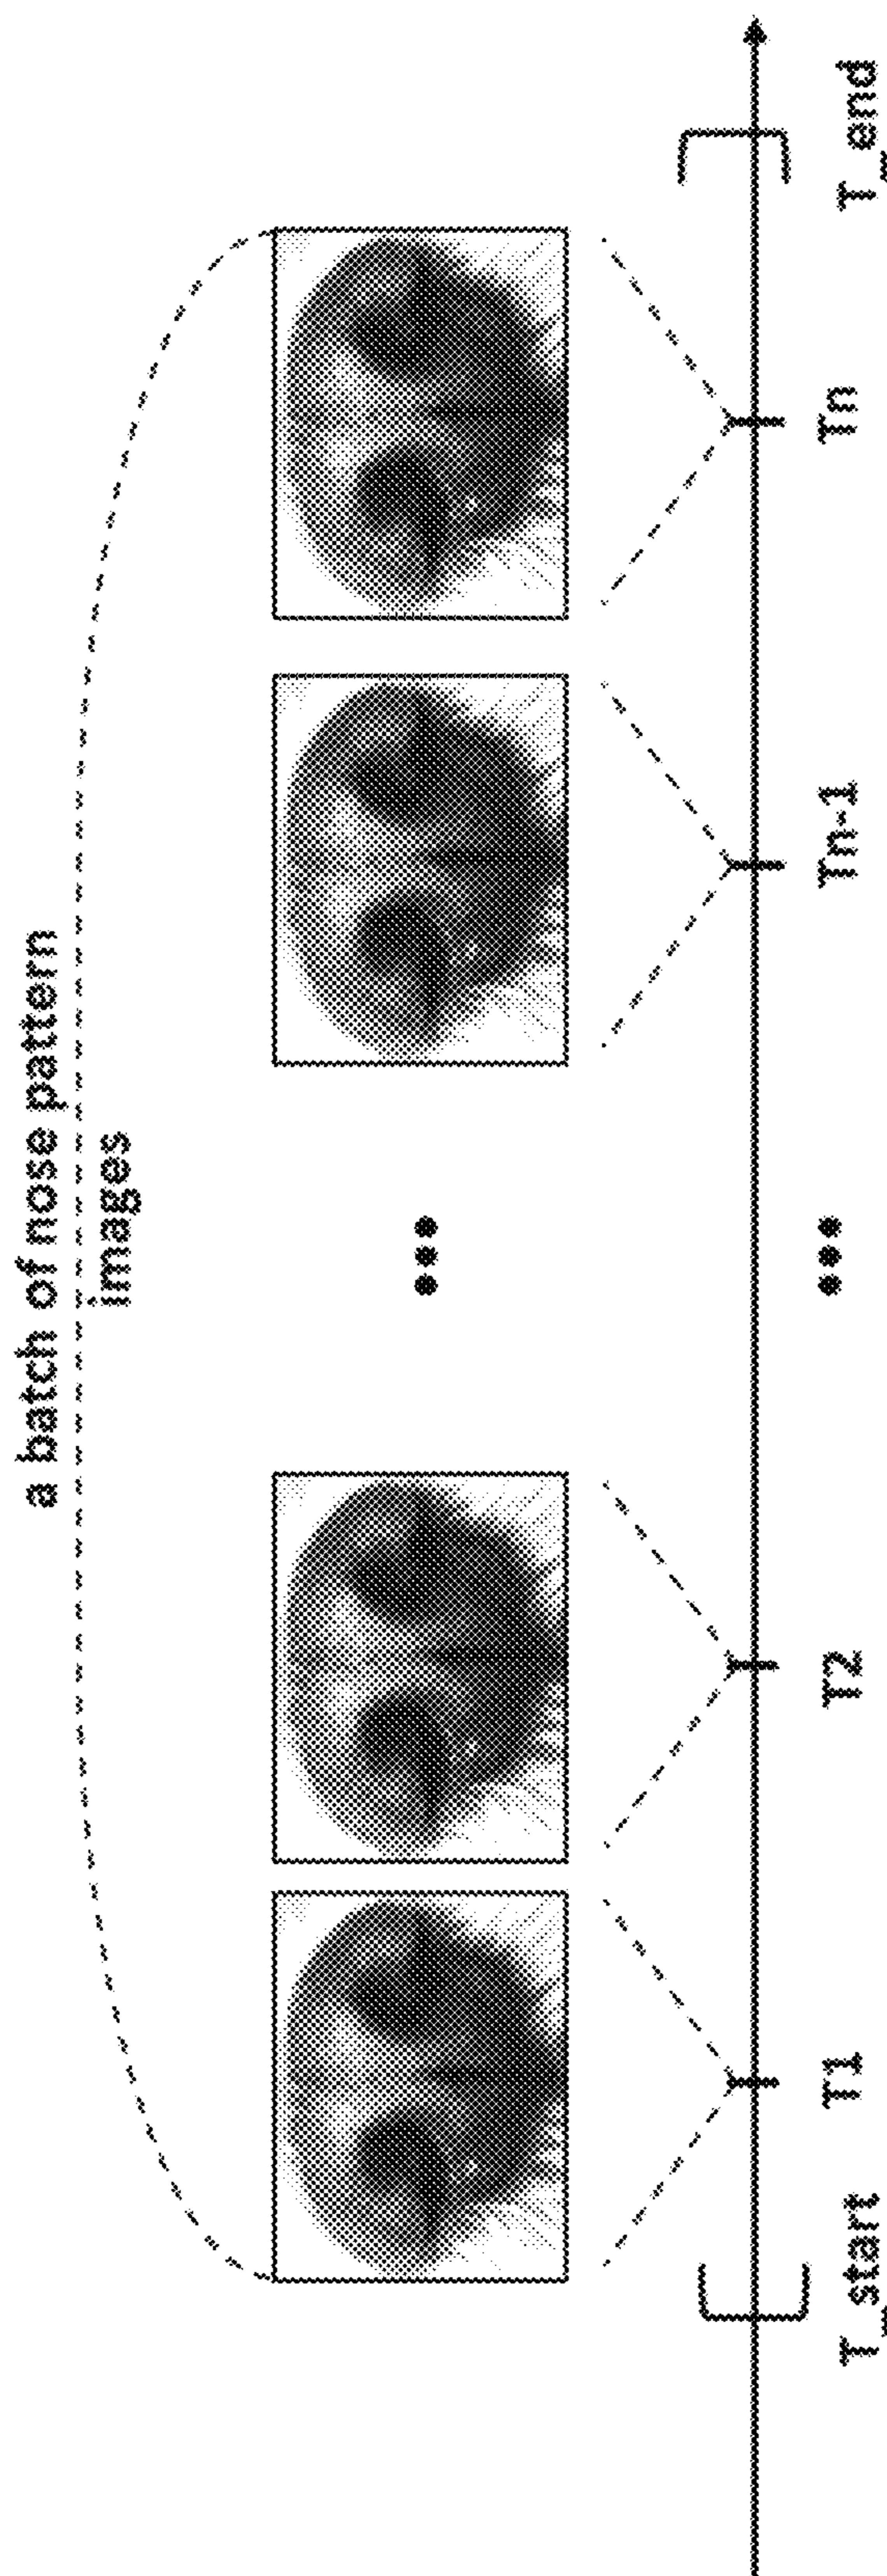 a batch of nose pattern
images
•••
T_start
T1
T2
•••
Tn-1
Tn
T_end